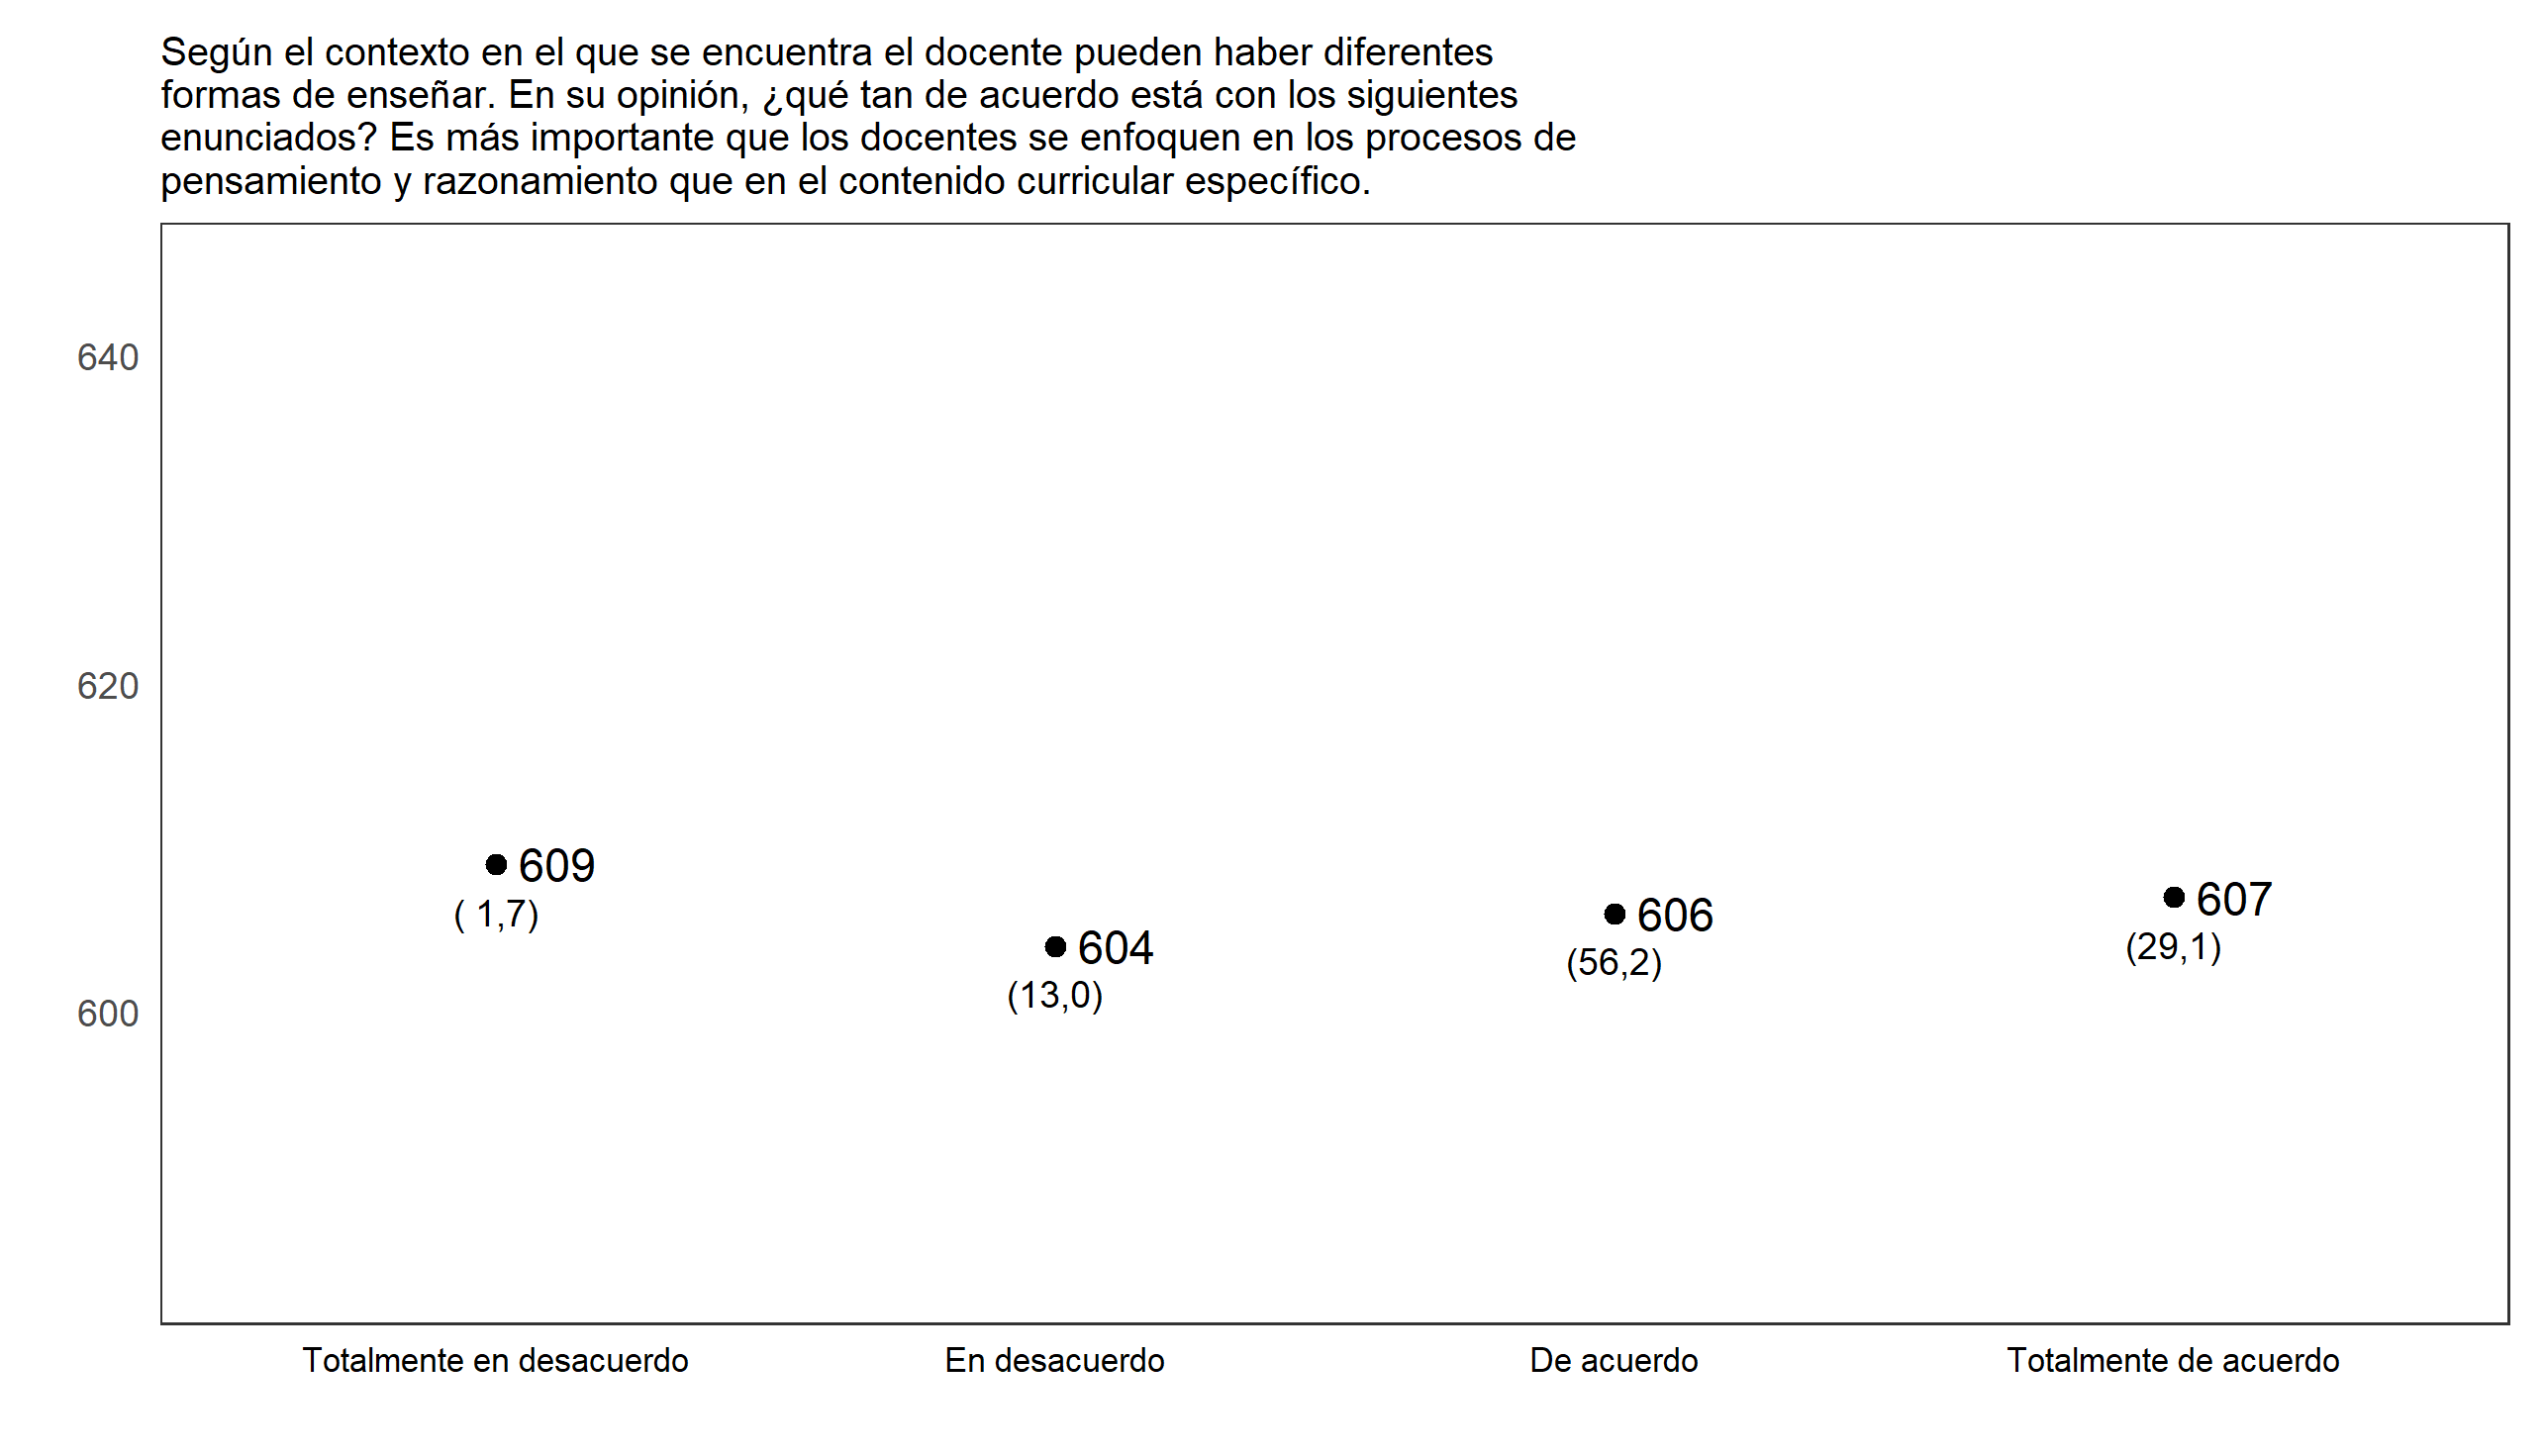 Según el contexto en el que se encuentra el docente pueden haber diferentes
formas de enseñar. En su opinión, ¿qué tan de acuerdo está con los siguientes
enunciados? Es más importante que los docentes se enfoquen en los procesos de
pensamiento y razonamiento que en el contenido curricular específico.
640
620
600
609
( 1,7)
604
(13,0)
606
(56,2)
607
(29,1)
Totalmente en desacuerdo
En desacuerdo
De acuerdo
Totalmente de acuerdo